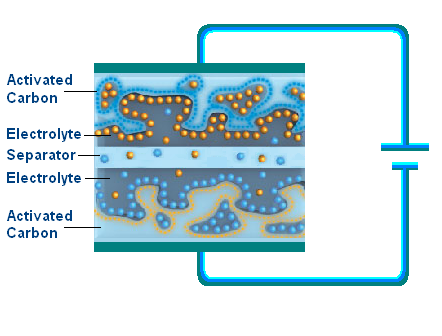 Activated
Carbon
Electrolyte
Separator
Electrolyte
Activated
Carbon